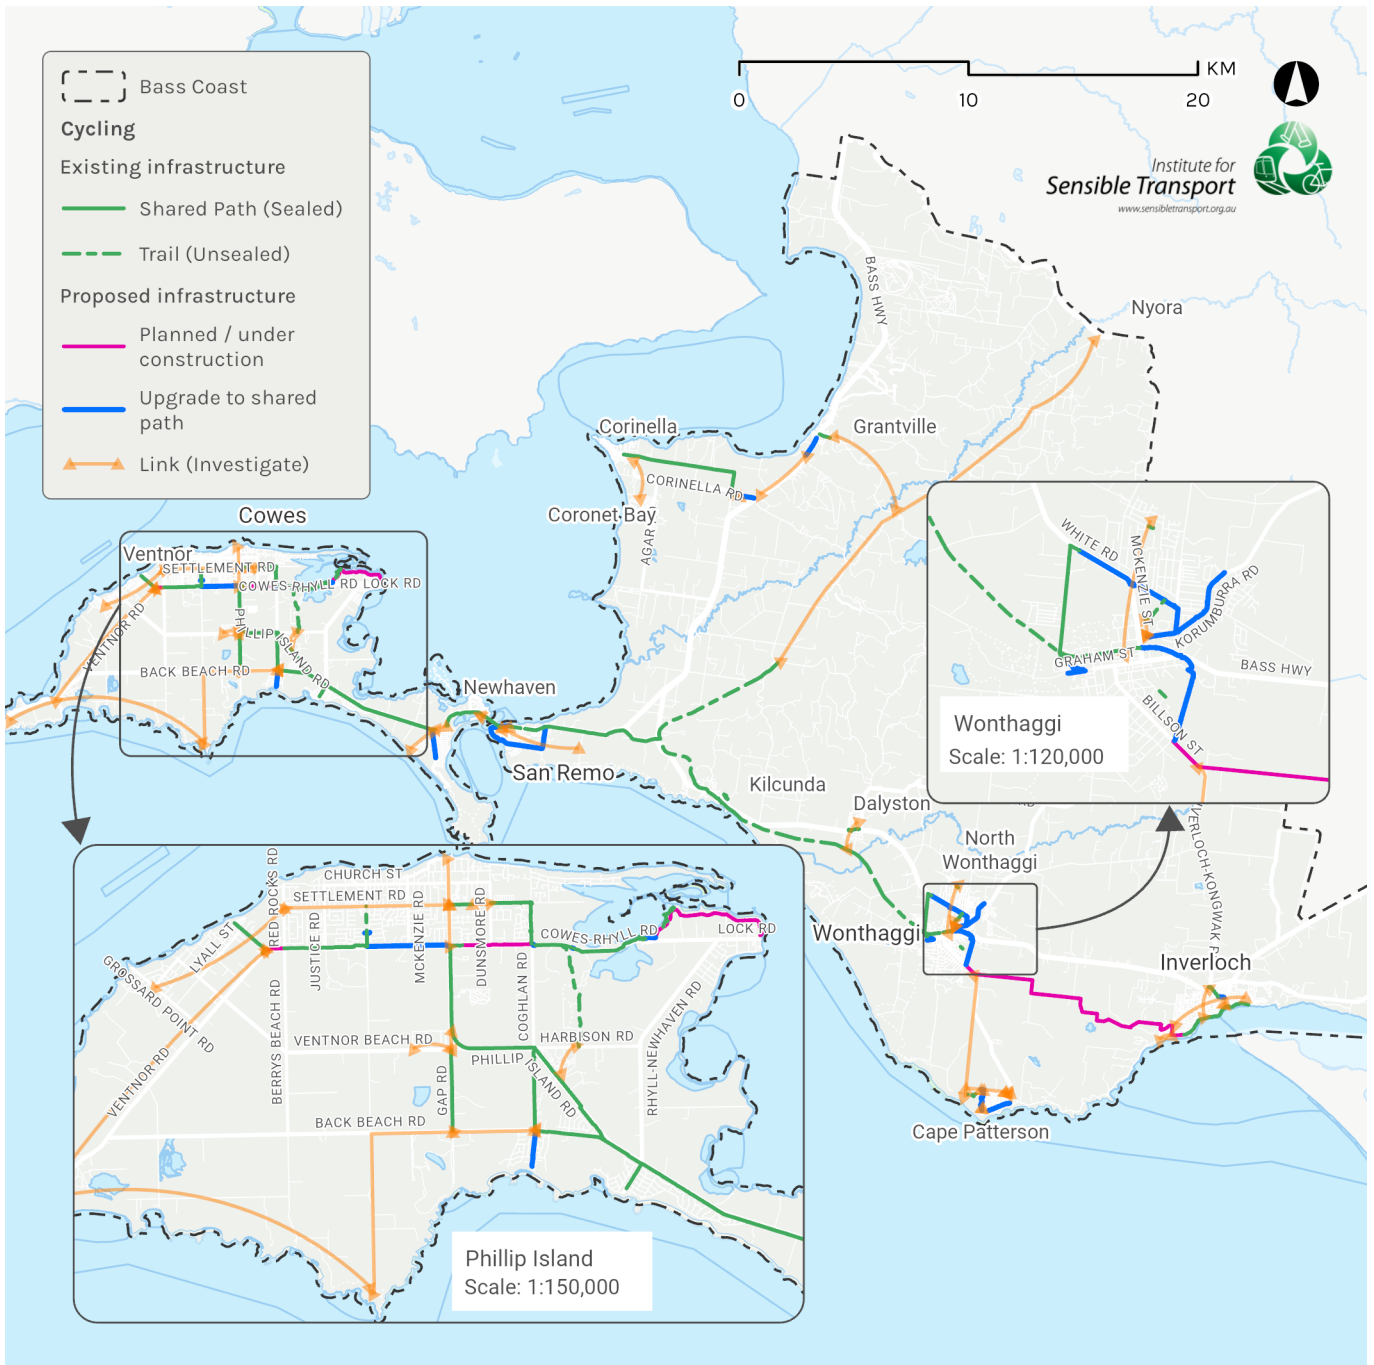 Bass Coast
Cycling
Existing infrastructure
Shared Path (Sealed)
Trail (Unsealed)
Proposed infrastructure
Planned / under
construction
Upgrade to shared
path
Link (Investigate)
KM
0 10 20
Institute for
Sensible Transport
www.sensibletransport.org.au
BASS HWY
Nyora
Corinella
Grantville
CORINELLA RD
Coronet Bay
AGAR
Cowes
Ventnor
SETTLEMENT RD
COWES-RHYLL RD
LOCK RD
VENTNOR RD
PHILLIP ISLAND RD
BACK BEACH RD
Newhaven
San Remo
WHITE RD
MCKENZIE ST
KORUMBURRA RD
GRAHAM ST
BASS HWY
BILLSON ST
Wonthaggi
Scale: 1:120,000
Kilcunda
Dalyston
RD
North
Wonthaggi
Wonthaggi
VERLOCH-KONGWAK
Inverloch
Cape Patterson
CHURCH ST
SETTLEMENT RD
RED ROCKS RD
JUSTICE RD
MCKENZIE RD
DUNSMORE RD
COWES-RHYLL RD
LOCK RD
LYALL ST
GROSSARD POINT RD
COGHLAN RD
BERRYS BEACH RD
VENTNOR BEACH RD
HARBISON RD
PHILLIP ISLAND RD
RHYLL-NEWHAVEN RD
VENTNOR RD
GAP RD
BACK BEACH RD
Phillip Island
Scale: 1:150,000